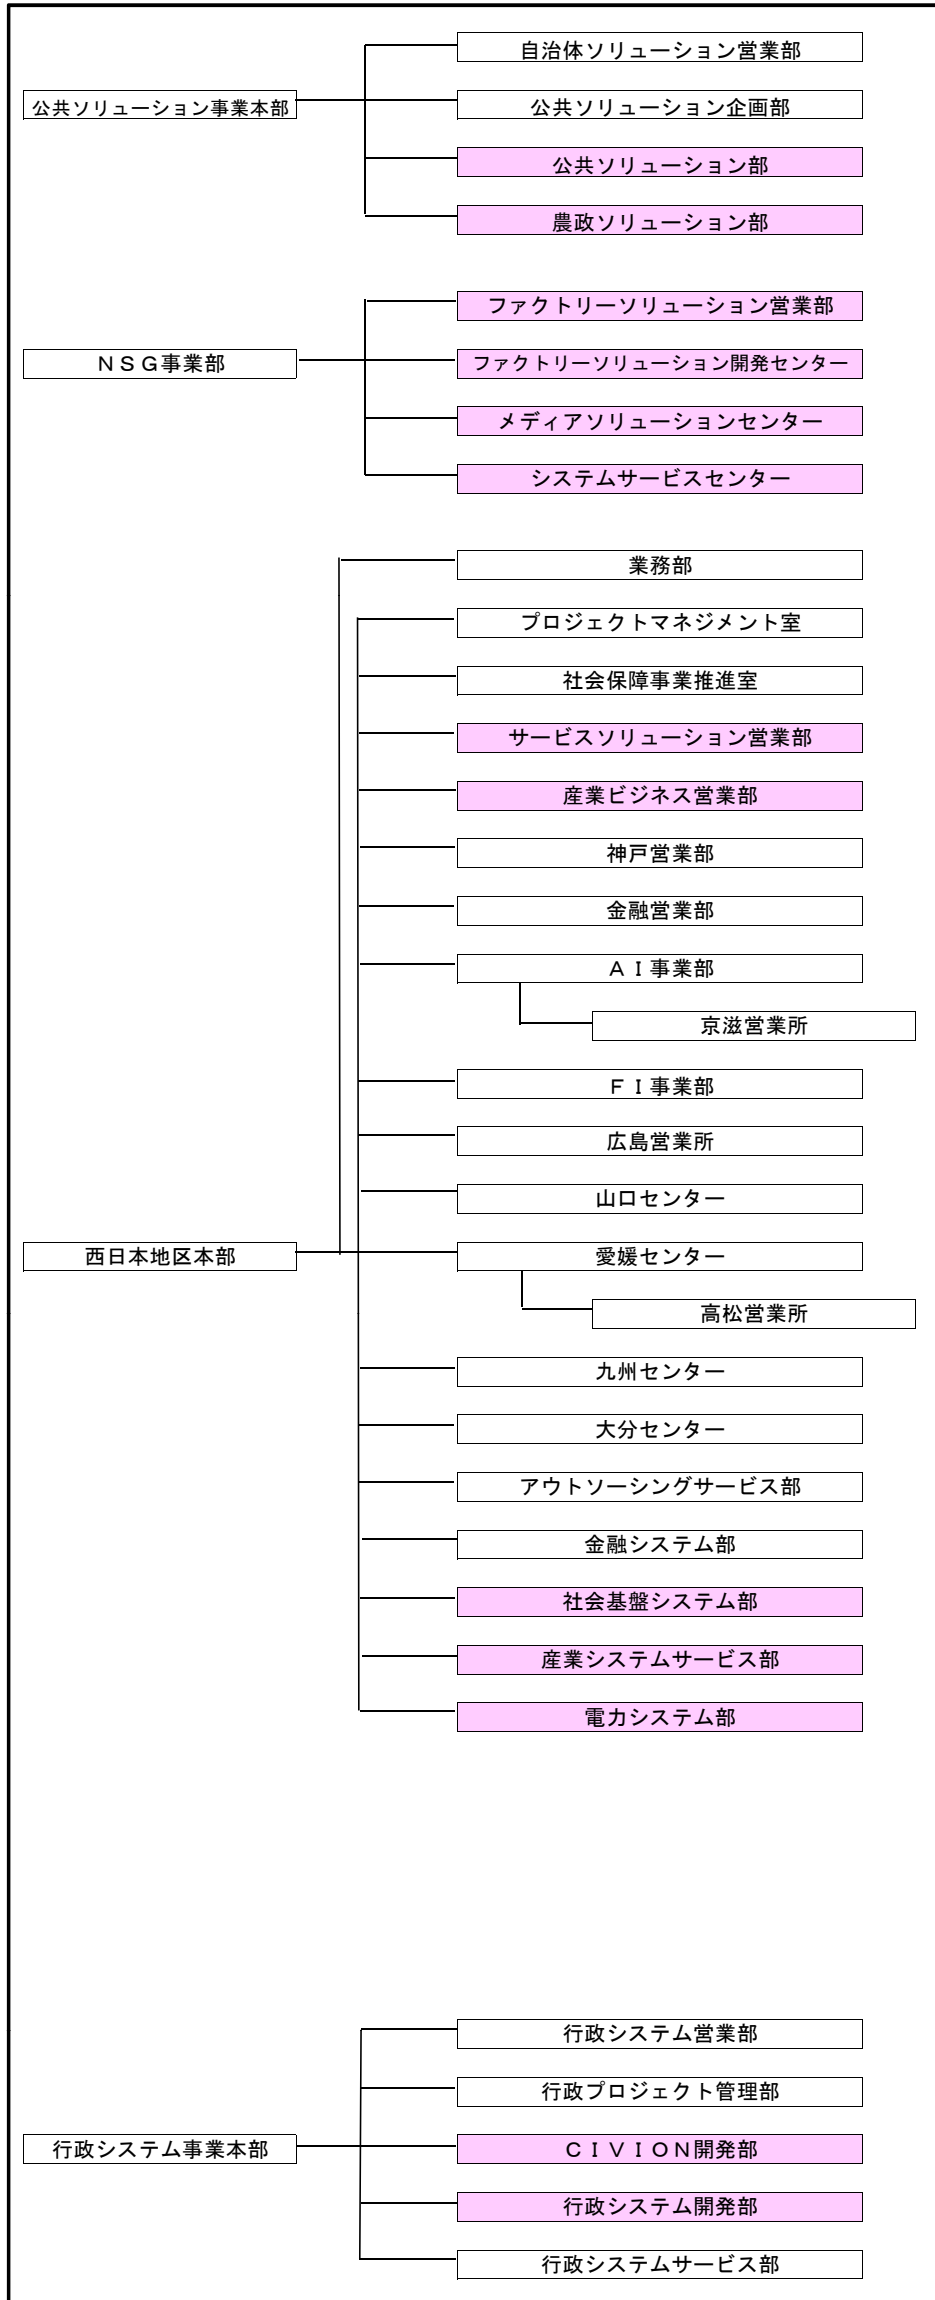 自治体ソリューション営業部
公共ソリューション事業本部
公共ソリューション企画部
公共ソリューション部
農政ソリューション部
ファクトリーソリューション営業部
ＮＳＧ事業部
ファクトリーソリューション開発センター
メディアソリューションセンター
システムサービスセンター
業務部
プロジェクトマネジメント室
社会保障事業推進室
サービスソリューション営業部
産業ビジネス営業部
神戸営業部
金融営業部
ＡＩ事業部
京滋営業所
ＦＩ事業部
広島営業所
山口センター
西日本地区本部
愛媛センター
高松営業所
九州センター
大分センター
アウトソーシングサービス部
金融システム部
社会基盤システム部
産業システムサービス部
電力システム部
行政システム営業部
行政プロジェクト管理部
行政システム事業本部
ＣＩＶＩＯＮ開発部
行政システム開発部
行政システムサービス部